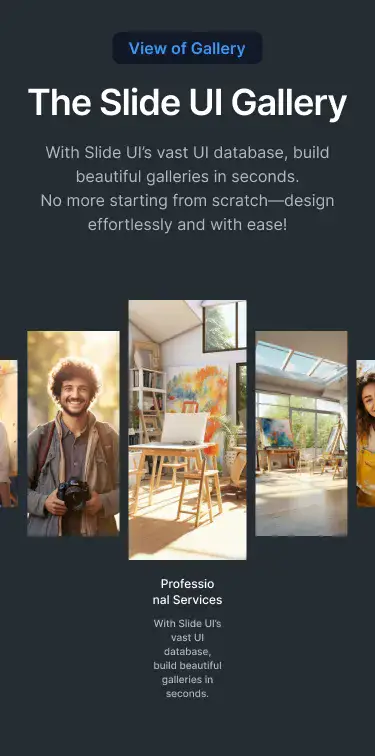 View of Gallery
The Slide UI Gallery
With Slide UI's vast UI database, build
beautiful galleries in seconds.
No more starting from scratch—design
effortlessly and with ease!
Professio
nal Services
With Slide UI's
vast UI
database,
build beautiful
galleries in
seconds.